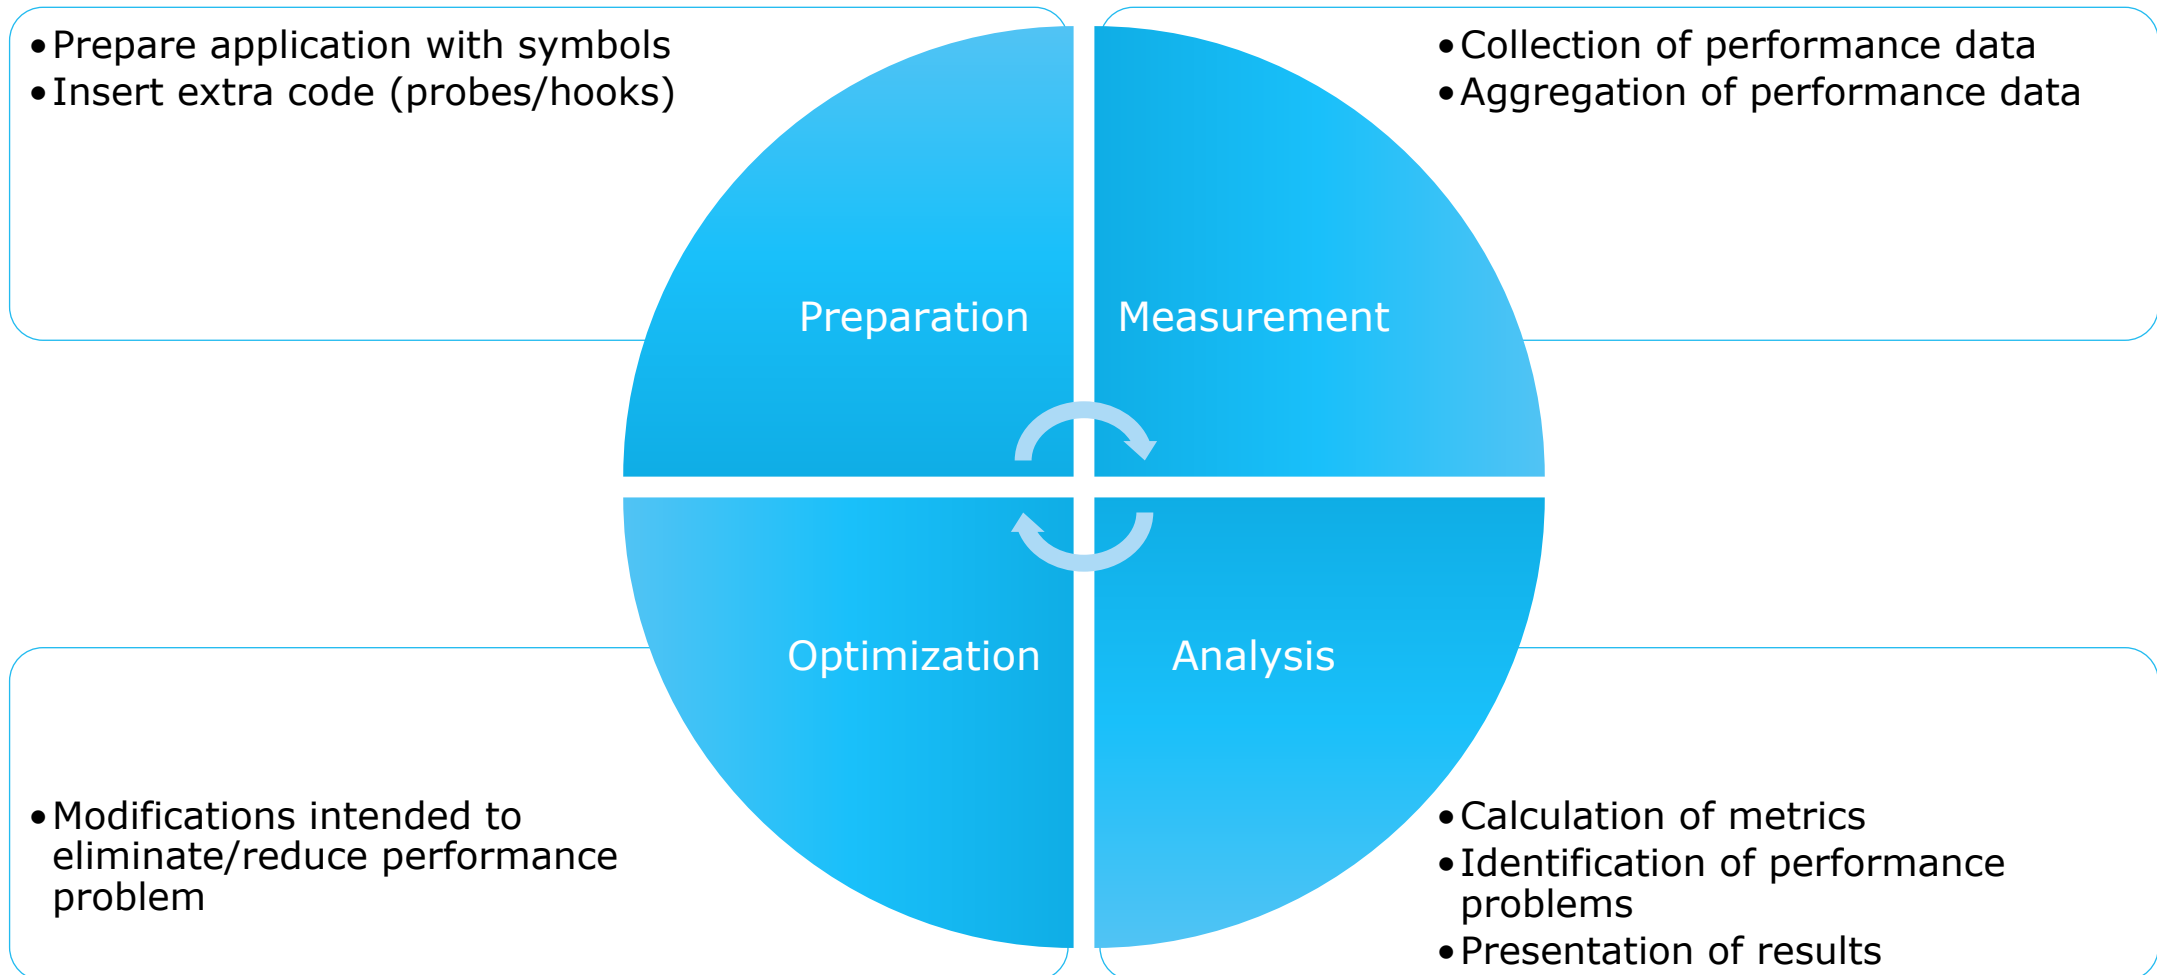 •Prepare application with symbols
•Insert extra code (probes/hooks)
•Collection of performance data
•Aggregation of performance data
Preparation
Measurement
Optimization
Analysis
•Modifications intended to
eliminate/reduce performance
problem
•Calculation of metrics
•Identification of performance
problems
•Presentation of results